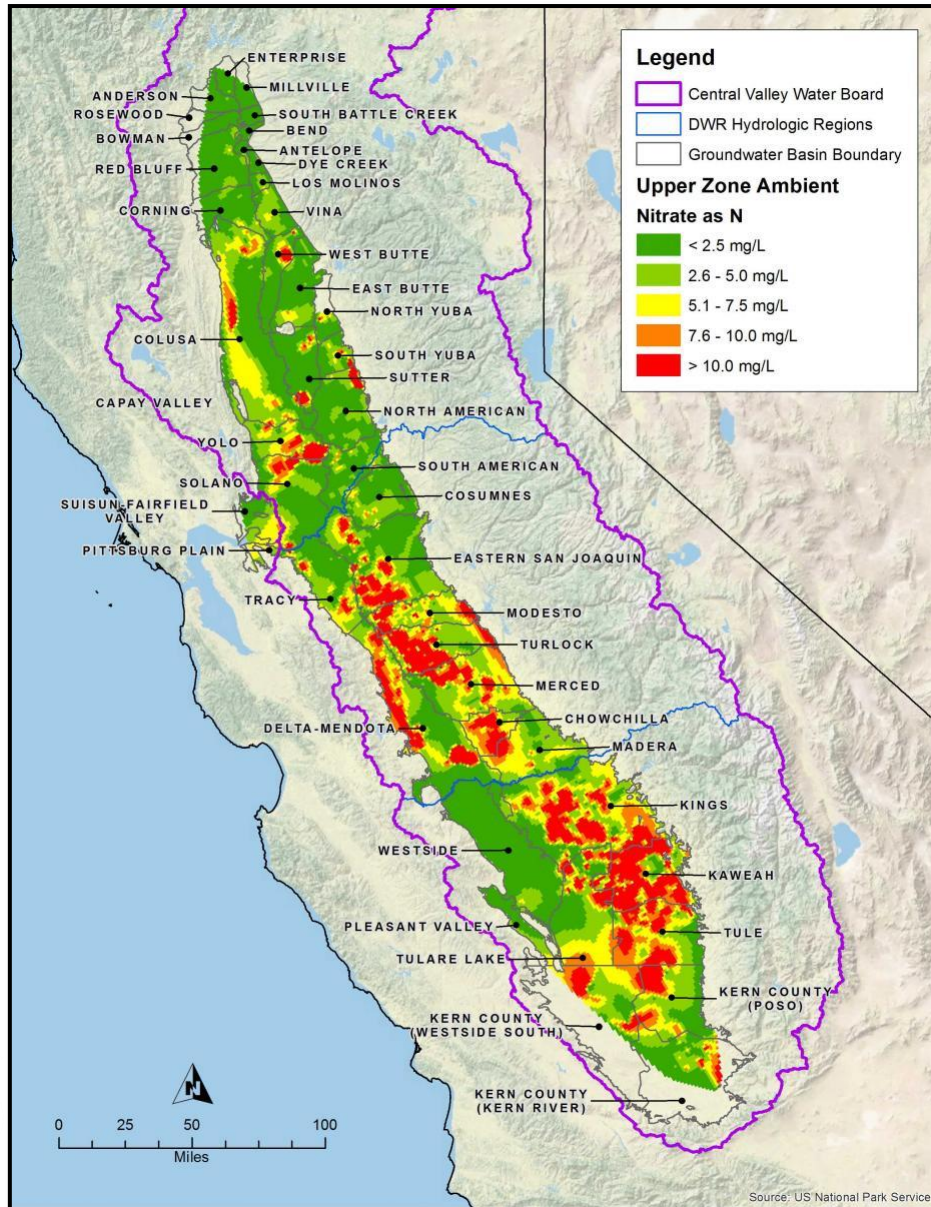 Legend
Central Valley Water Board
DWR Hydrologic Regions
Groundwater Basin Boundary
Upper Zone Ambient
Nitrate as N
< 2.5 mg/L
2.6 - 5.0 mg/L
5.1 - 7.5 mg/L
7.6 - 10.0 mg/L
> 10.0 mg/L
ENTERPRISE
MILLVILLE
ANDERSON
ROSEWOOD
SOUTH BATTLE CREEK
BEND
BOWMAN
ANTELOPE
DYE CREEK
RED BLUFF
LOS MOLINOS
CORNING
VINA
WEST BUTTE
EAST BUTTE
NORTH YUBA
COLUSA
SOUTH YUBA
SUTTER
CAPAY VALLEY
NORTH AMERICAN
YOLO
SOUTH AMERICAN
SOLANO
COSUMNES
SUISUN-FAIRFIELD
VALLEY
PITTSBURG PLAIN
EASTERN SAN JOAQUIN
TRACY
MODESTO
TURLOCK
MERCED
CHOWCHILLA
DELTA-MENDOTA
MADERA
KINGS
WESTSIDE
KAWEAH
PLEASANT VALLEY
TULE
TULARE LAKE
KERN COUNTY
(POSO)
KERN COUNTY
(WESTSIDE SOUTH)
KERN COUNTY
(KERN RIVER)
N
0 25 50 100
Miles
Source: US National Park Service